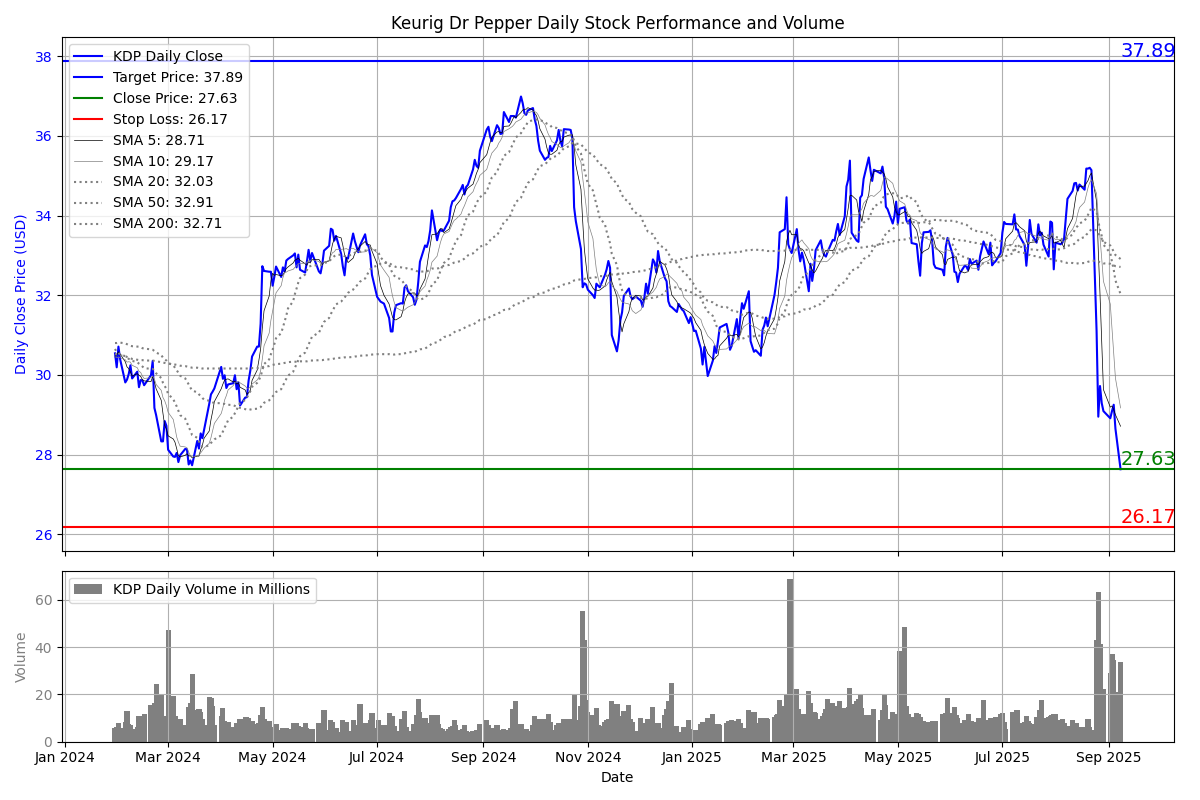 Keurig Dr Pepper Daily Stock Performance and Volume
KDP Daily Close
Target Price: 37.89
Close Price: 27.63
Stop Loss: 26.17
SMA 5: 28.71
SMA 10: 29.17
SMA 20: 32.03
SMA 50: 32.91
SMA 200: 32.71
37.89
27.63
26.17
Daily Close Price (USD)
38
36
34
32
30
28
26
KDP Daily Volume in Millions
Volume
60
40
20
0
Jan 2024 Mar 2024 May 2024 Jul 2024 Sep 2024 Nov 2024 Jan 2025 Mar 2025 May 2025 Jul 2025 Sep 2025
Date